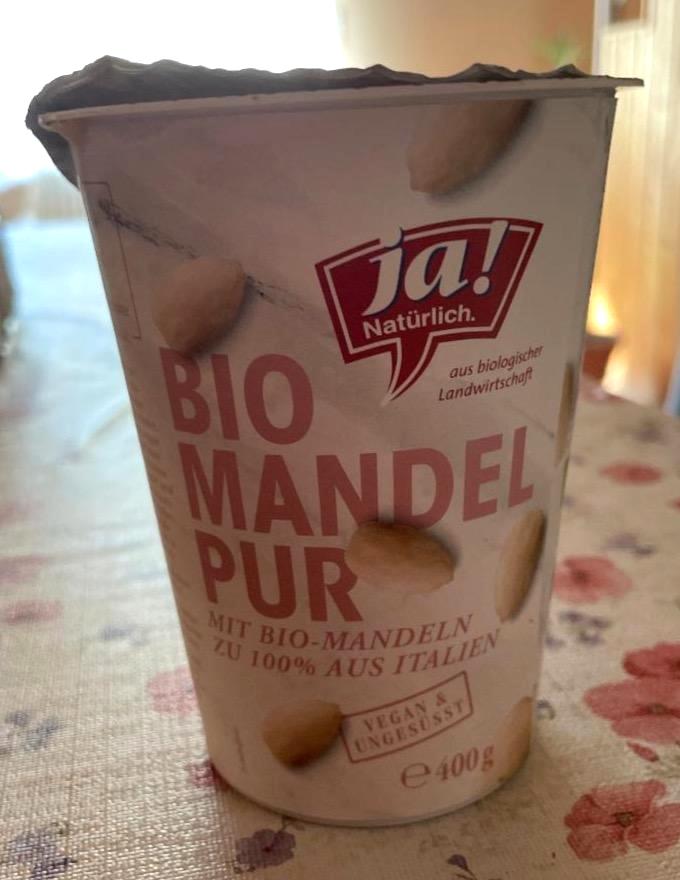 ja!
Natürlich.
aus biologischer
Landwirtschaft
BIO
MANDEL
PUR
MIT BIO-MANDELN
ZU 100% AUS ITALIEN
VEGAN &
UNGESÜSST
℮ 400g